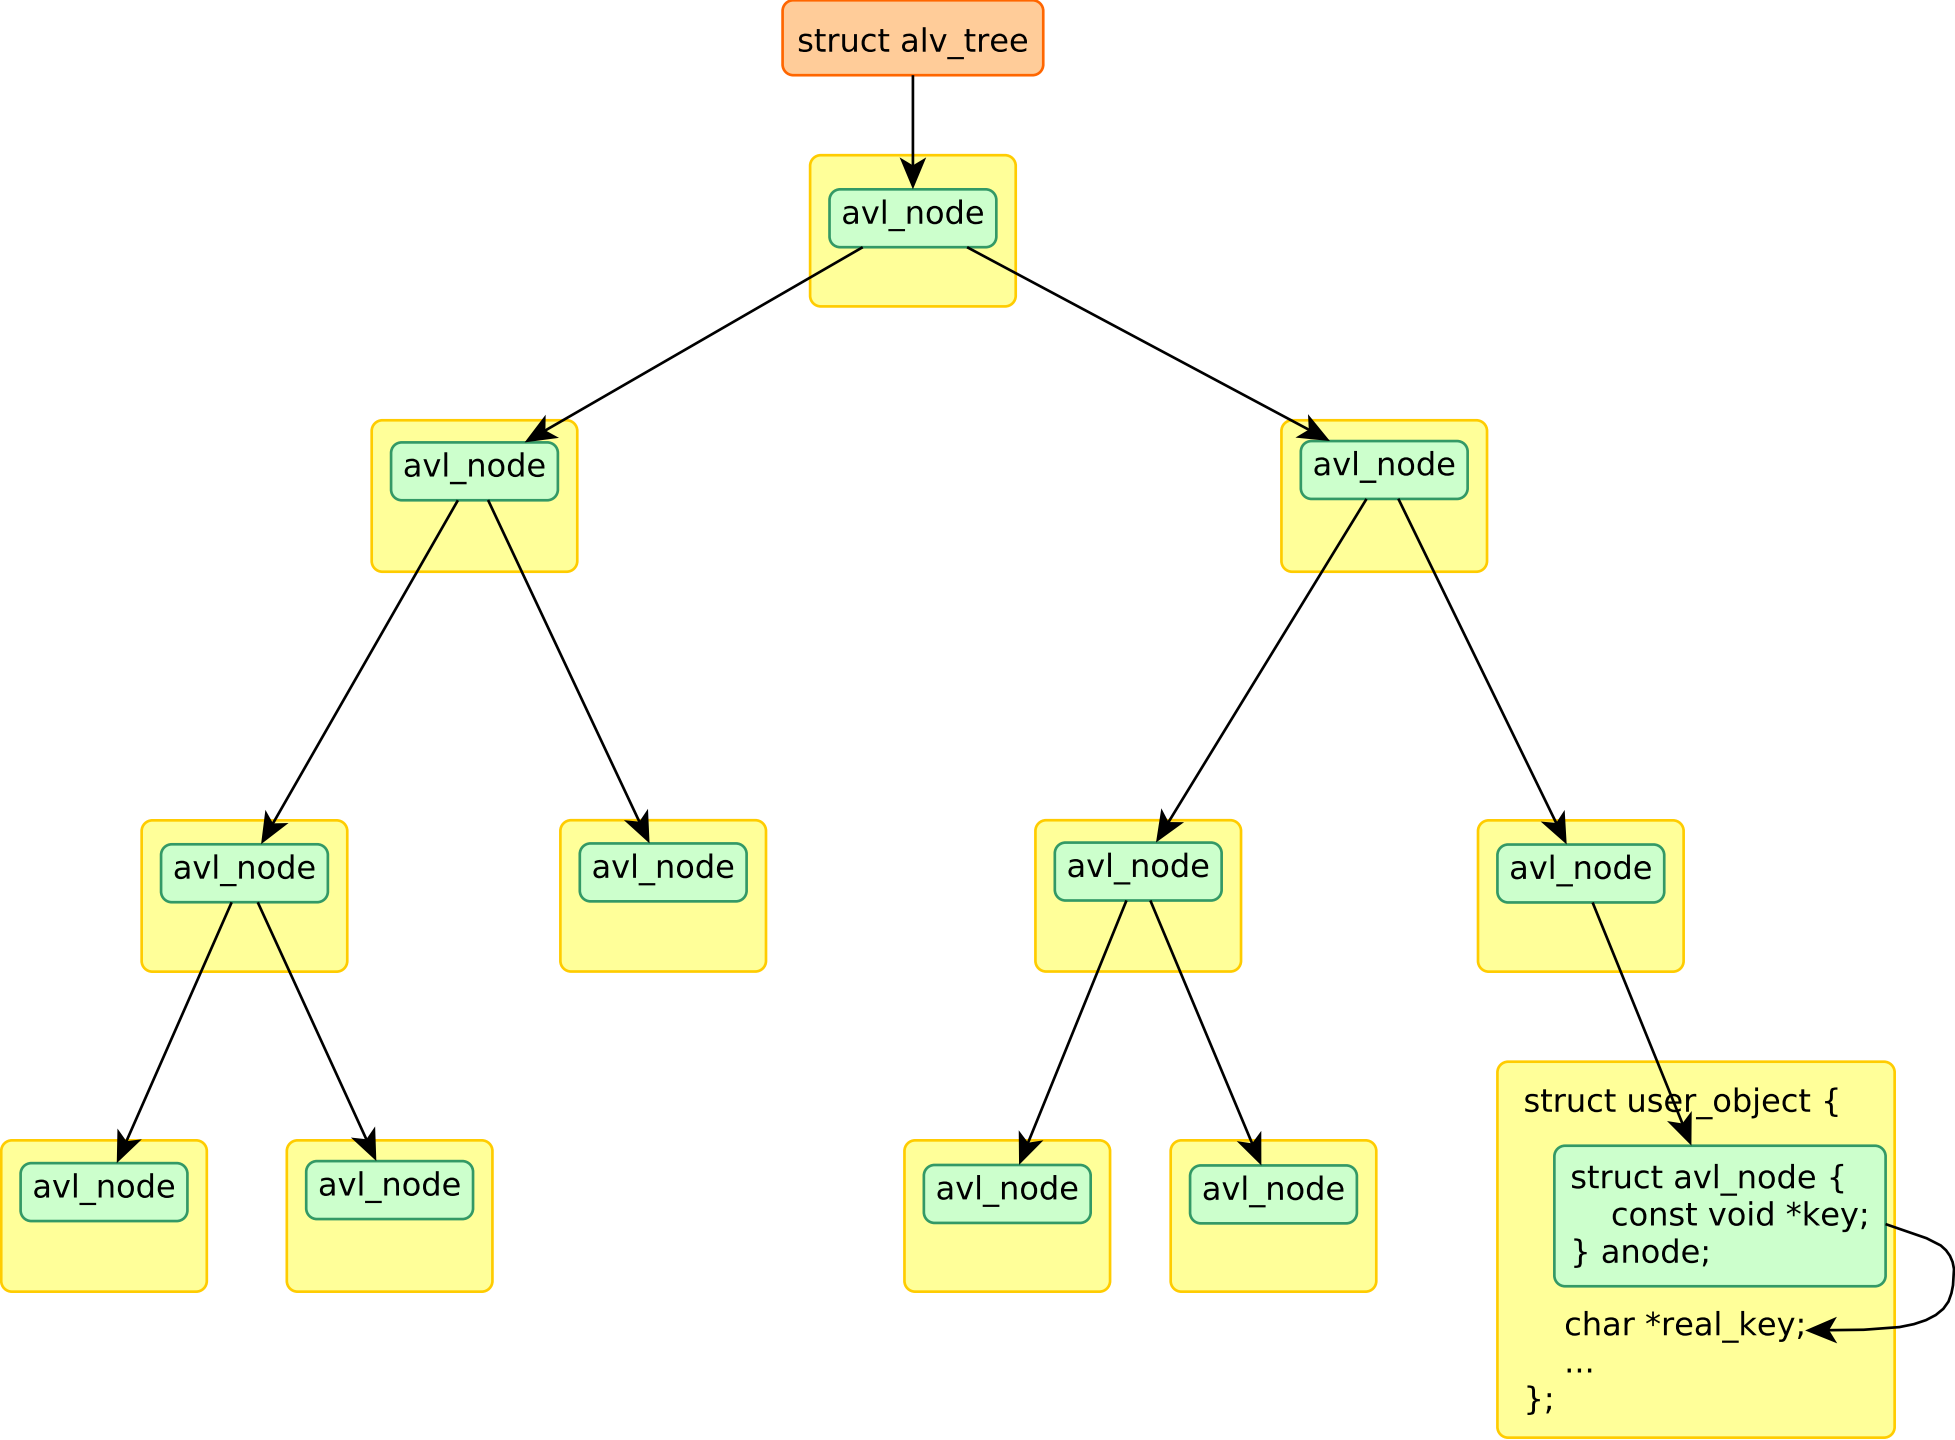 struct alv_tree
avl_node
avl_node
avl_node
avl_node
avl_node
avl_node
avl_node
avl_node
avl_node
avl_node
avl_node
struct user_object {
struct avl_node {
const void *key;
} anode;
char *real_key;
...
};